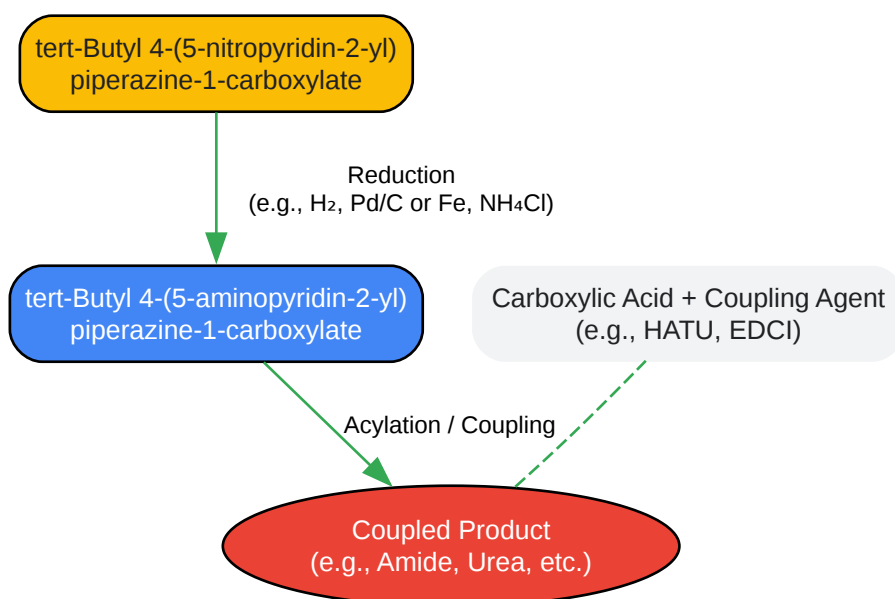 tert-Butyl 4-(5-nitropyridin-2-yl)
piperazine-1-carboxylate
Reduction
(e.g., H₂, Pd/C or Fe, NH₄Cl)
tert-Butyl 4-(5-aminopyridin-2-yl)
piperazine-1-carboxylate
Carboxylic Acid + Coupling Agent
(e.g., HATU, EDCI)
Acylation / Coupling
Coupled Product
(e.g., Amide, Urea, etc.)